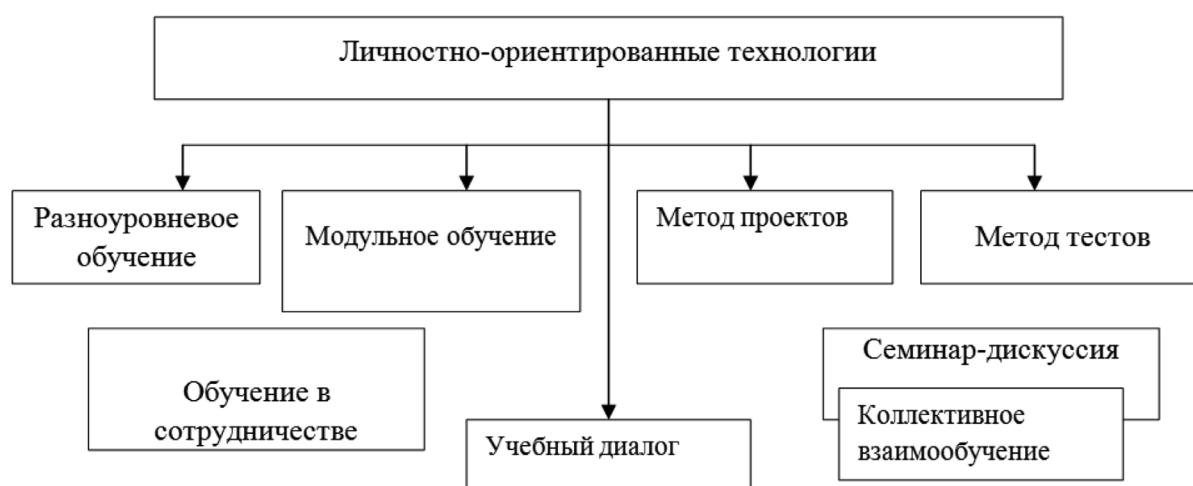 Личностно-ориентированные технологии
Разноуровневое
обучение
Модульное обучение
Метод проектов
Метод тестов
Обучение в
сотрудничестве
Учебный диалог
Семинар-дискуссия
Коллективное
взаимообучение